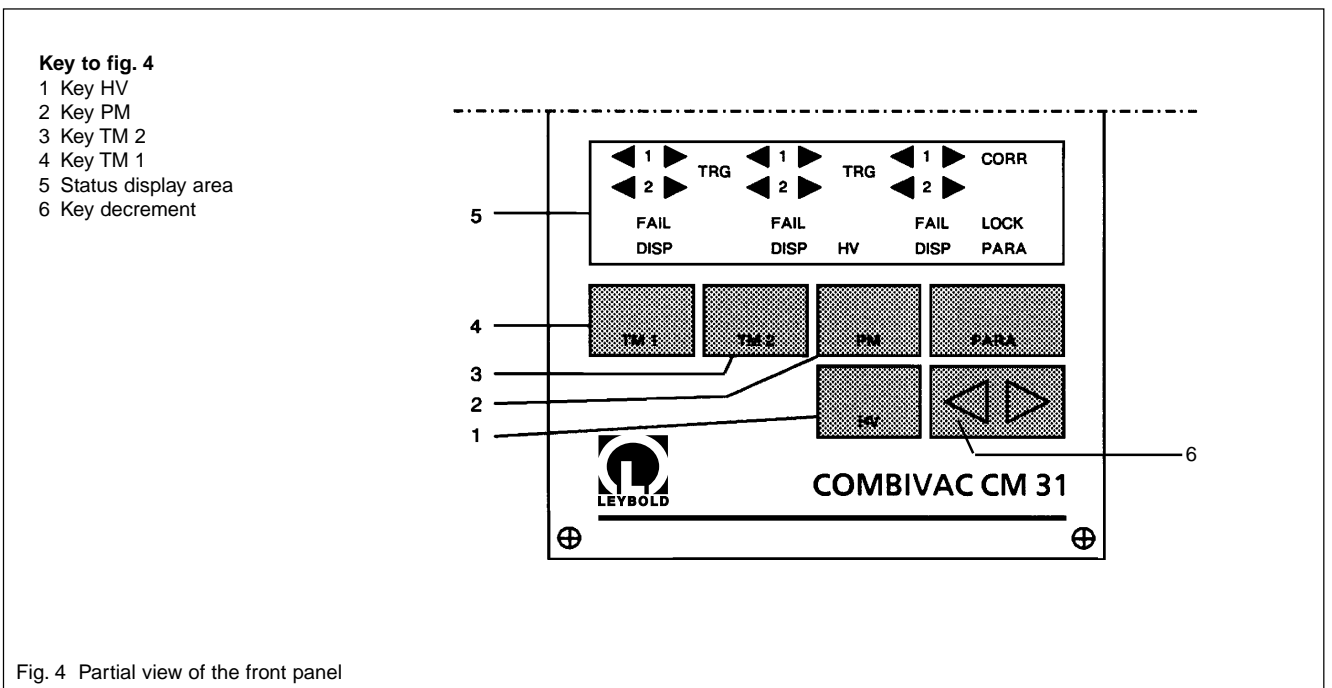 Key to fig. 4
1 Key HV
2 Key PM
3 Key TM 2
4 Key TM 1
5 Status display area
6 Key decrement
◀ 1 ▶ TRG ◀ 1 ▶ TRG ◀ 1 ▶ CORR
◀ 2 ▶ ◀ 2 ▶ ◀ 2 ▶
5
FAIL FAIL FAIL LOCK
DISP DISP HV DISP PARA
4
TM 1 TM 2 PM PARA
3
2
1
HV
6
LEYBOLD
COMBIVAC CM 31
Fig. 4 Partial view of the front panel